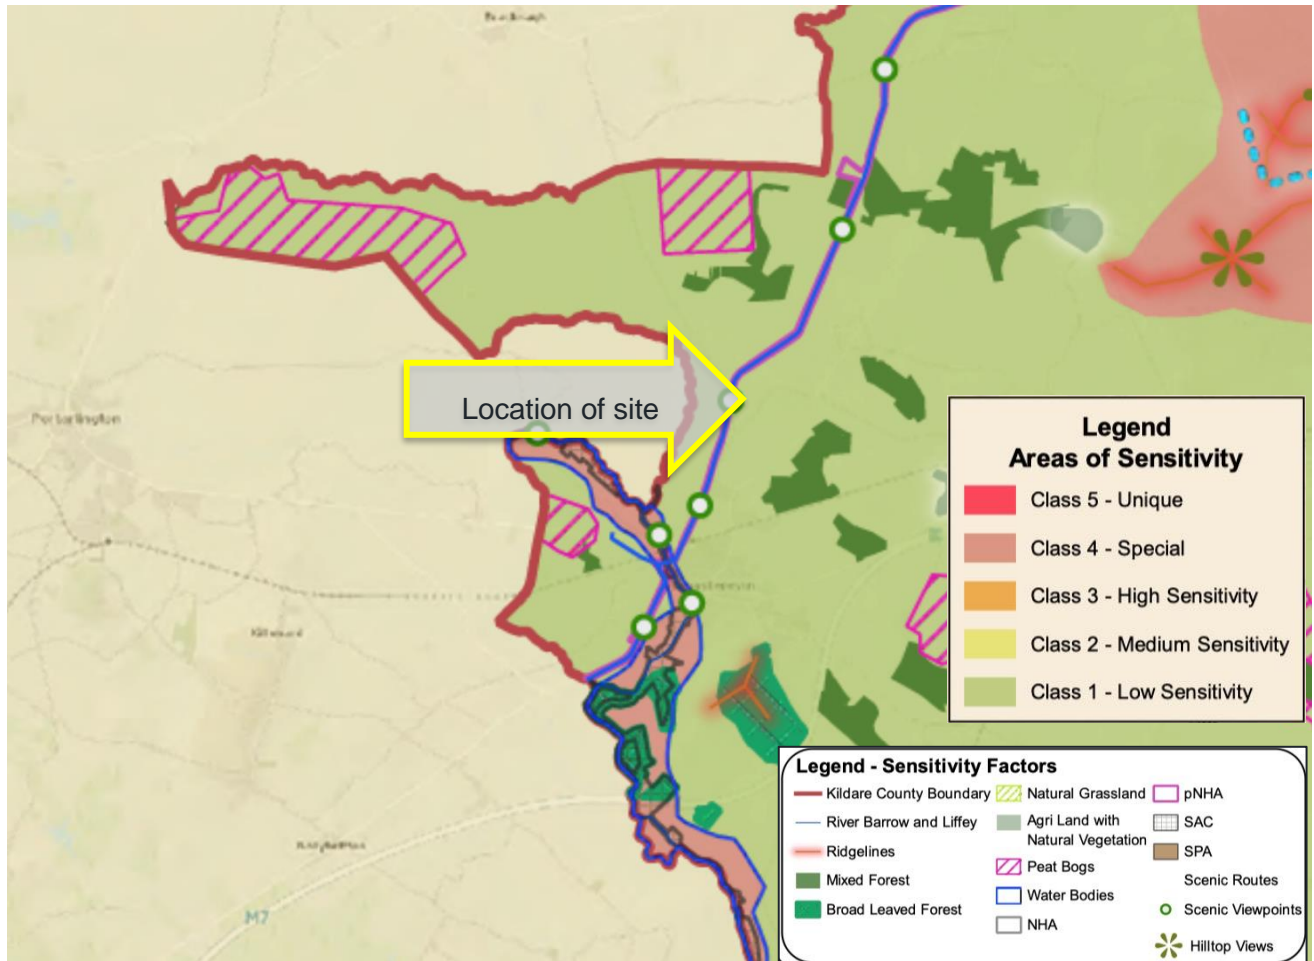 Portarlington
Location of site
Legend
Areas of Sensitivity
Class 5 - Unique
Class 4 - Special
Class 3 - High Sensitivity
Class 2 - Medium Sensitivity
Class 1 - Low Sensitivity
M7
Legend - Sensitivity Factors
Kildare County Boundary
River Barrow and Liffey
Ridgelines
Mixed Forest
Broad Leaved Forest
Natural Grassland
Agri Land with
Natural Vegetation
Peat Bogs
Water Bodies
NHA
pNHA
SAC
SPA
Scenic Routes
Scenic Viewpoints
Hilltop Views